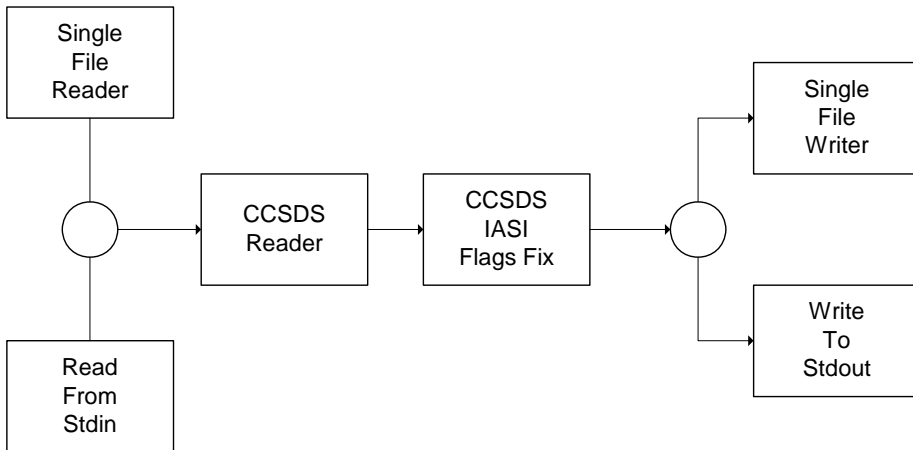 Single
File
Reader
Read
From
Stdin
CCSDS
Reader
CCSDS
IASI
Flags Fix
Single
File
Writer
Write
To
Stdout